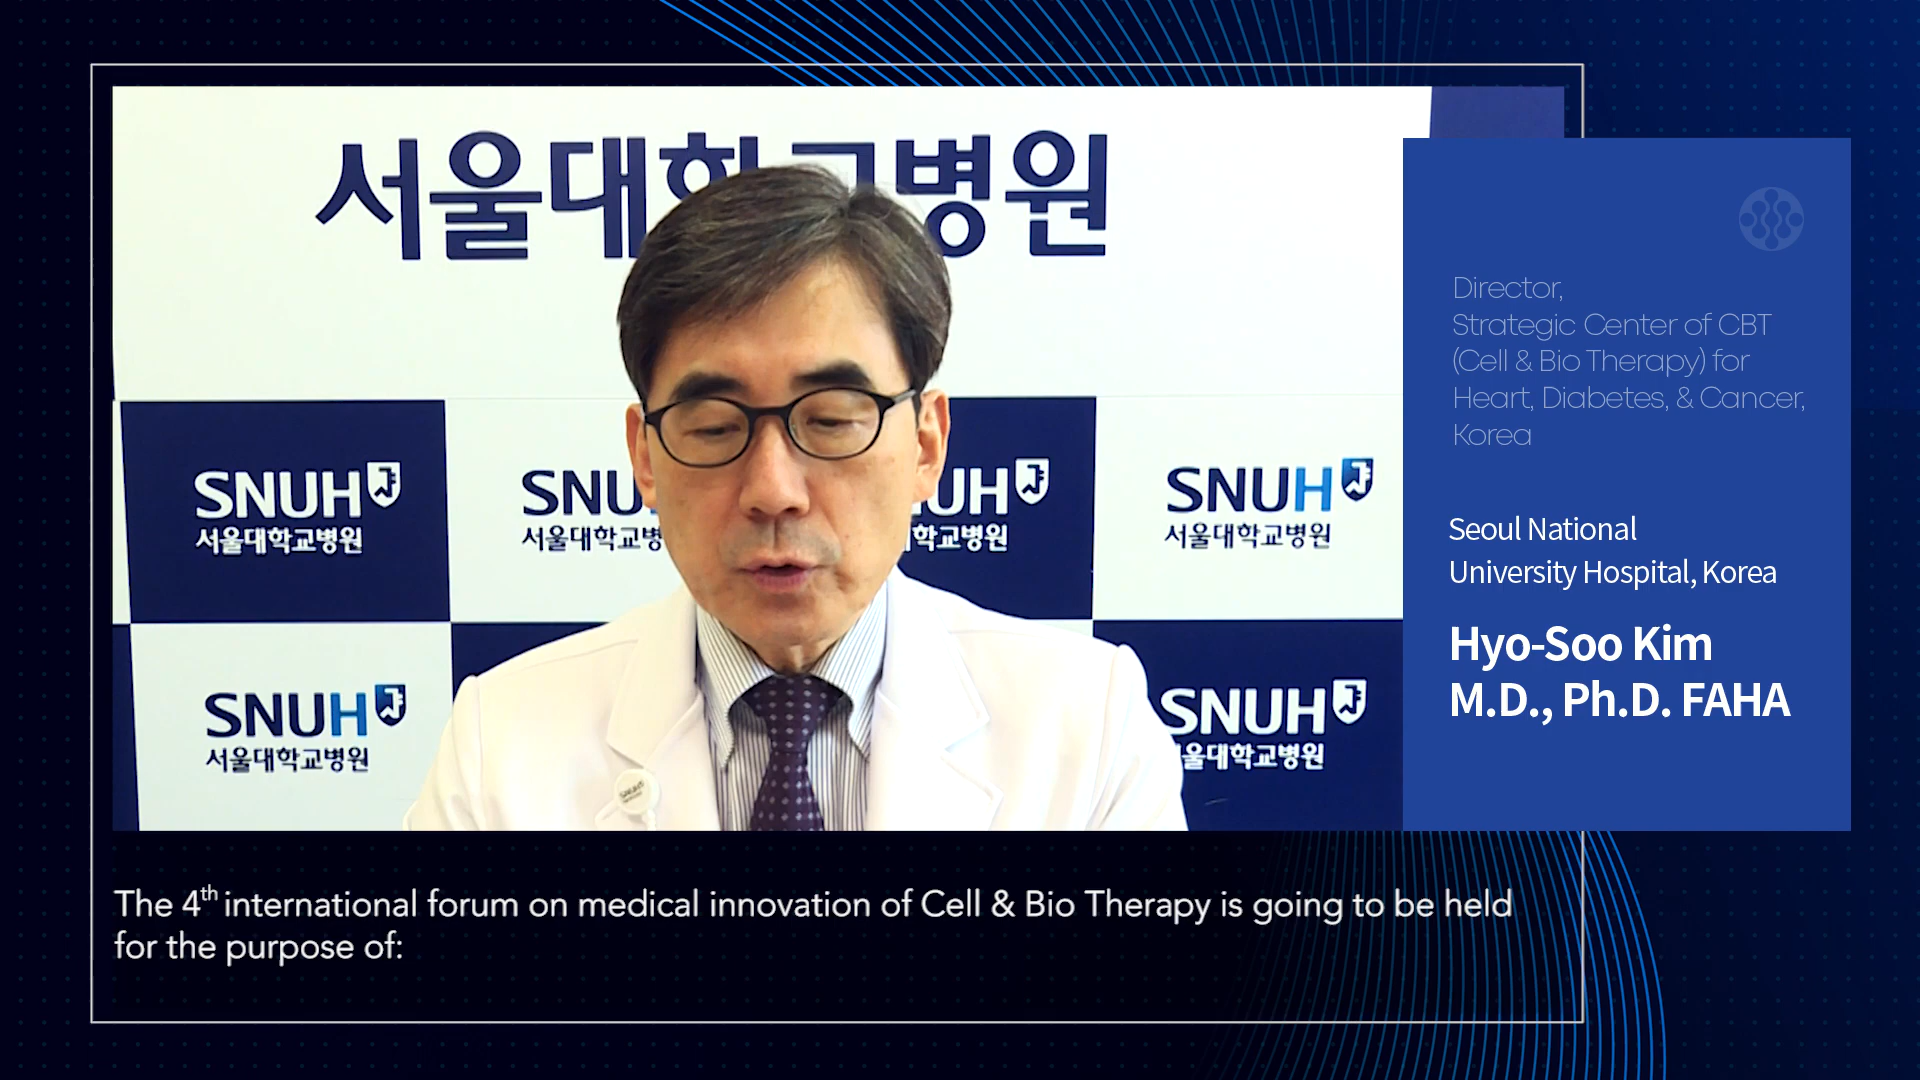 서울대학교병원
SNUH
서울대학교병원
서울대학교병
학교병원
SNUH
서울대학교병원
SNUH
서울대학교병원
SNUH
울대학교병원
Director,
Strategic Center of CBT
(Cell & Bio Therapy) for
Heart, Diabetes, & Cancer,
Korea
Seoul National
University Hospital, Korea
Hyo-Soo Kim
M.D., Ph.D. FAHA
The 4th international forum on medical innovation of Cell & Bio Therapy is going to be held
for the purpose of: